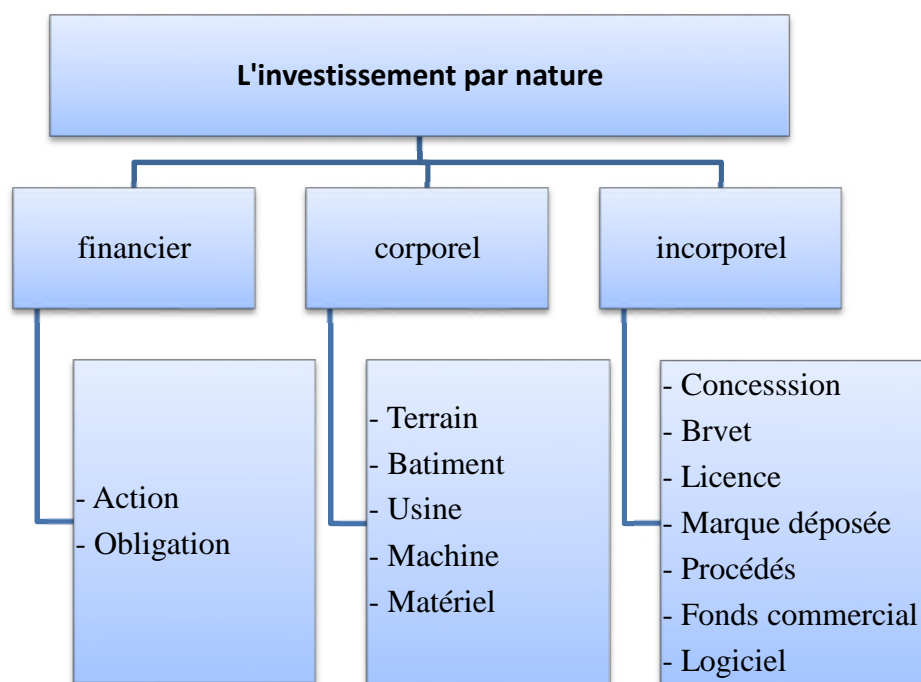 L'investissement par nature
financier
corporel
incorporel
- Action
- Obligation
- Terrain
- Batiment
- Usine
- Machine
- Matériel
- Concesssion
- Brvet
- Licence
- Marque déposée
- Procédés
- Fonds commercial
- Logiciel